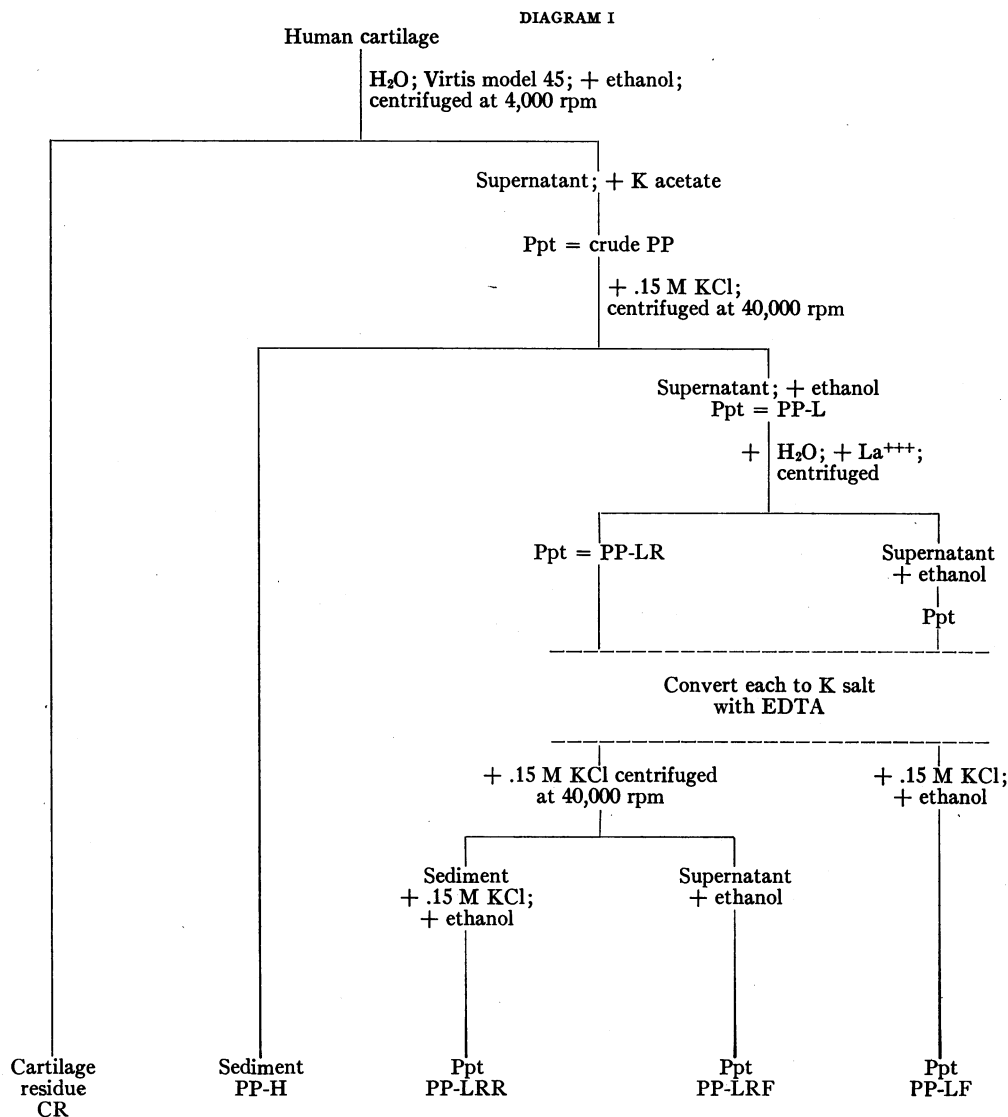 DIAGRAM I
Human cartilage
H₂O; Virtis model 45; + ethanol;
centrifuged at 4,000 rpm
Supernatant; + K acetate
Ppt = crude PP
+ .15 M KCl;
centrifuged at 40,000 rpm
Supernatant; + ethanol
Ppt = PP-L
+ H₂O; + La⁺⁺⁺;
centrifuged
Ppt = PP-LR
Supernatant
+ ethanol
Ppt
Convert each to K salt
with EDTA
+ .15 M KCl centrifuged
at 40,000 rpm
+ .15 M KCl;
+ ethanol
Sediment
+ .15 M KCl;
+ ethanol
Supernatant
+ ethanol
Cartilage
residue
CR
Sediment
PP-H
Ppt
PP-LRR
Ppt
PP-LRF
Ppt
PP-LF